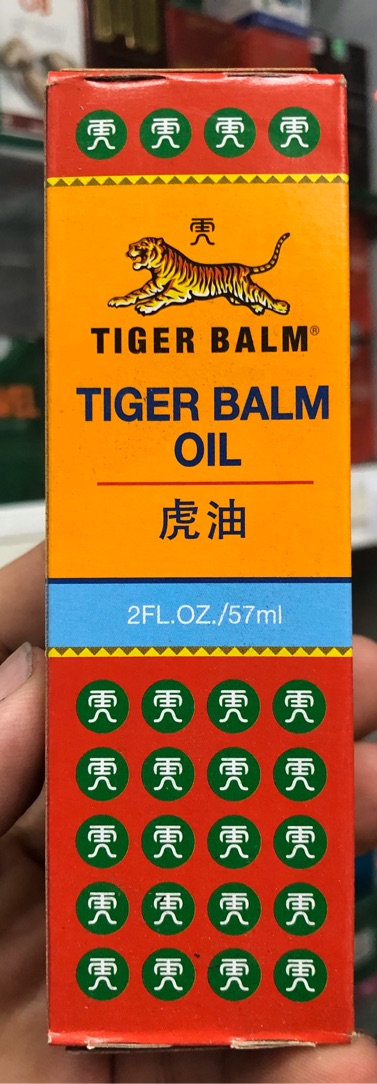 TIGER BALM®
TIGER BALM
OIL
虎油
2FL.OZ./57ml